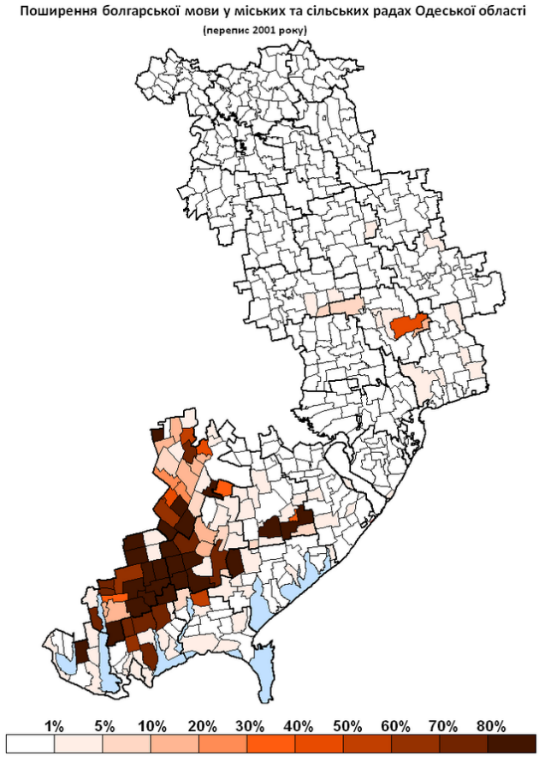 Поширення болгарської мови у міських та сільських радах Одеської області
(перепис 2001 року)
1% 5% 10% 20% 30% 40% 50% 60% 70% 80%